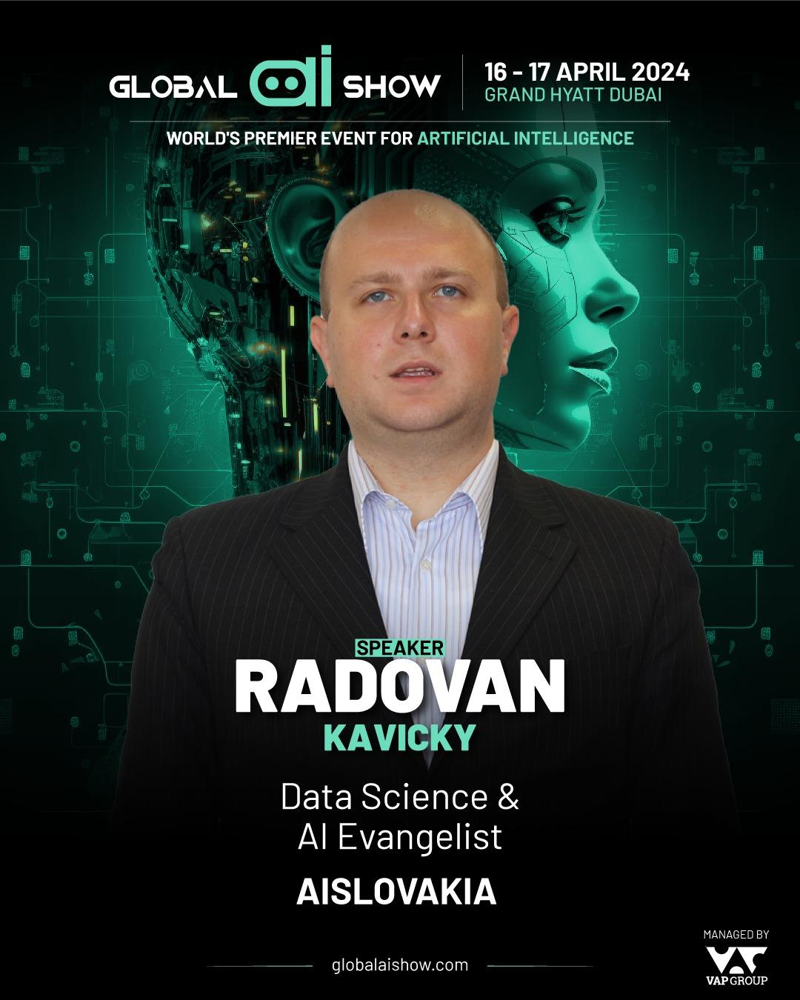 GLOBAL ai SHOW
16 - 17 APRIL 2024
GRAND HYATT DUBAI
WORLD'S PREMIER EVENT FOR ARTIFICIAL INTELLIGENCE
SPEAKER
RADOVAN
KAVICKY
Data Science &
AI Evangelist
AISLOVAKIA
globalaishow.com
MANAGED BY
VAP GROUP